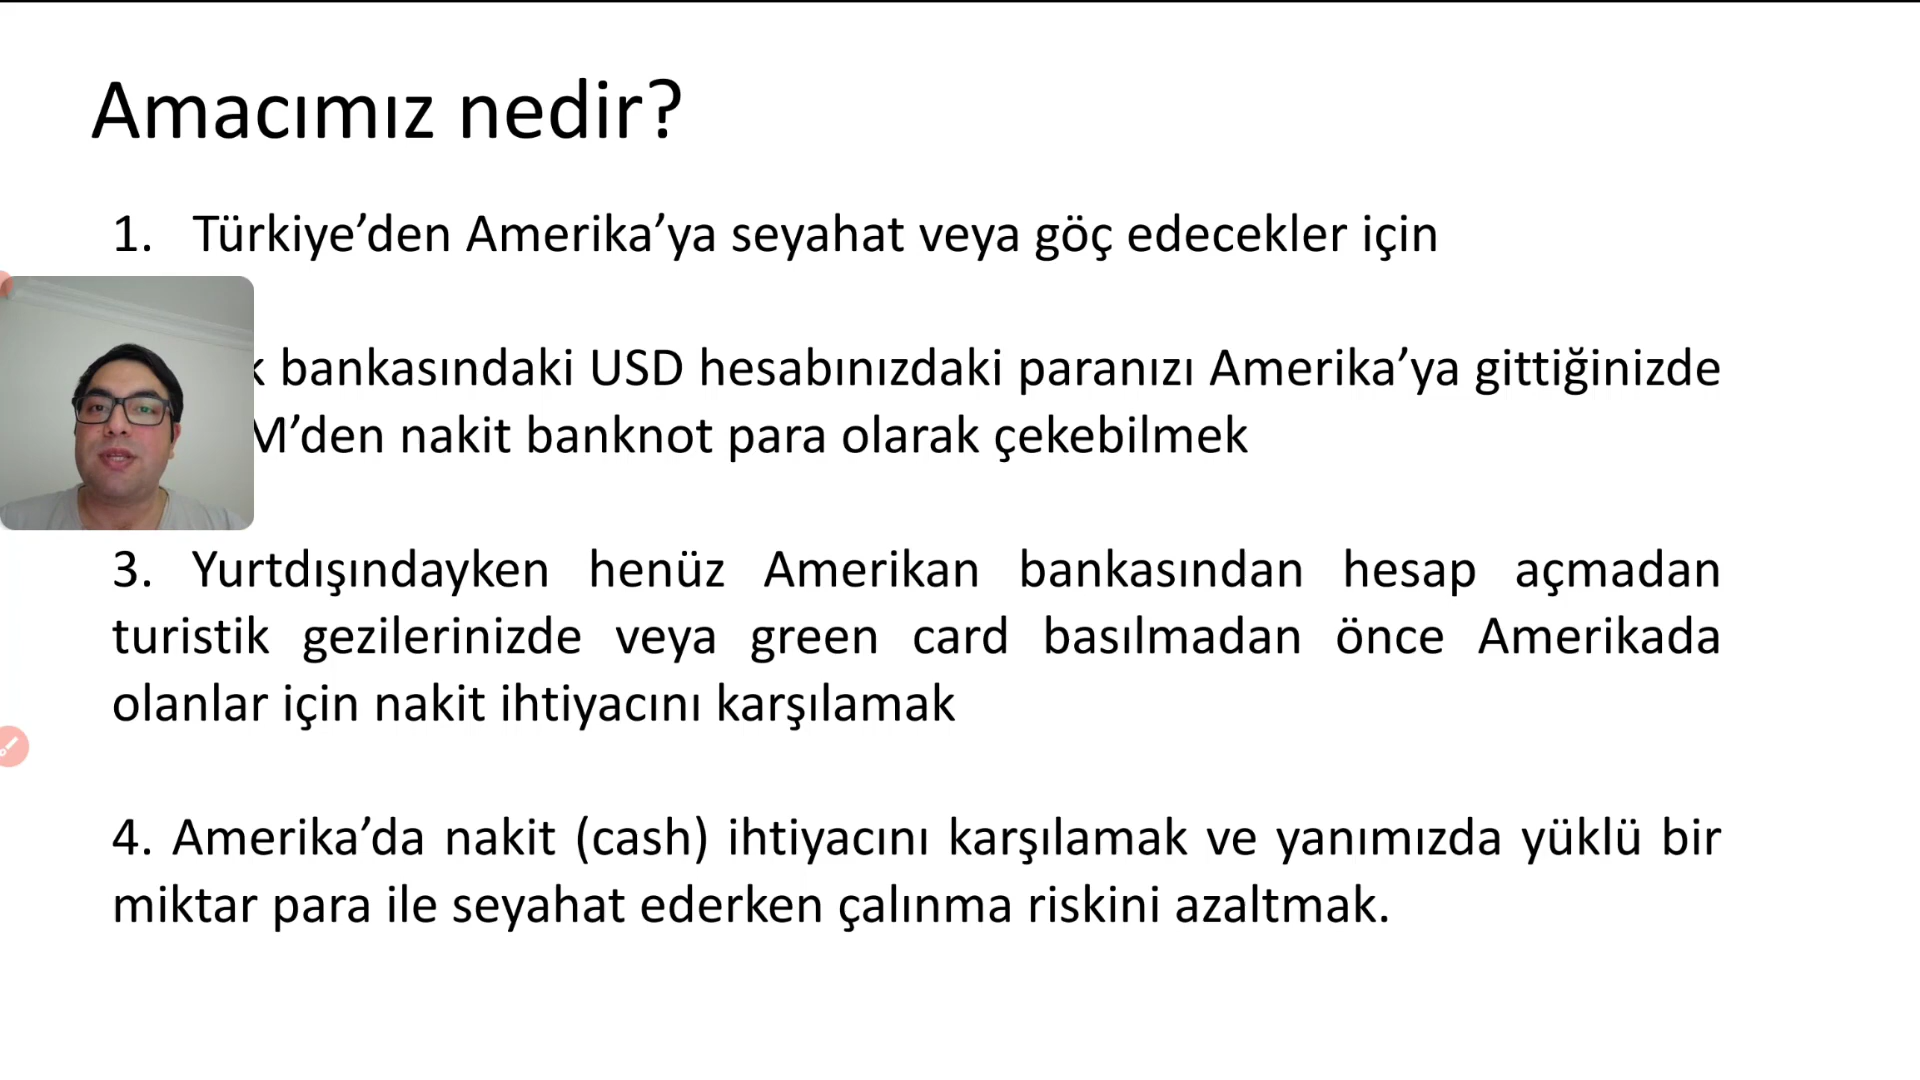 Amacımız nedir?
1. Türkiye’den Amerika’ya seyahat veya göç edecekler için
bankasındaki USD hesabınızdaki paranızı Amerika’ya gittiğinizde
nakit banknot para olarak çekebilmek
3. Yurtdışındayken henüz Amerikan bankasından hesap açmadan
turistik gezilerinizde veya green card basılmadan önce Amerikada
olanlar için nakit ihtiyacını karşılamak
4. Amerika’da nakit (cash) ihtiyacını karşılamak ve yanımızda yüklü bir
miktar para ile seyahat ederken çalınma riskini azaltmak.